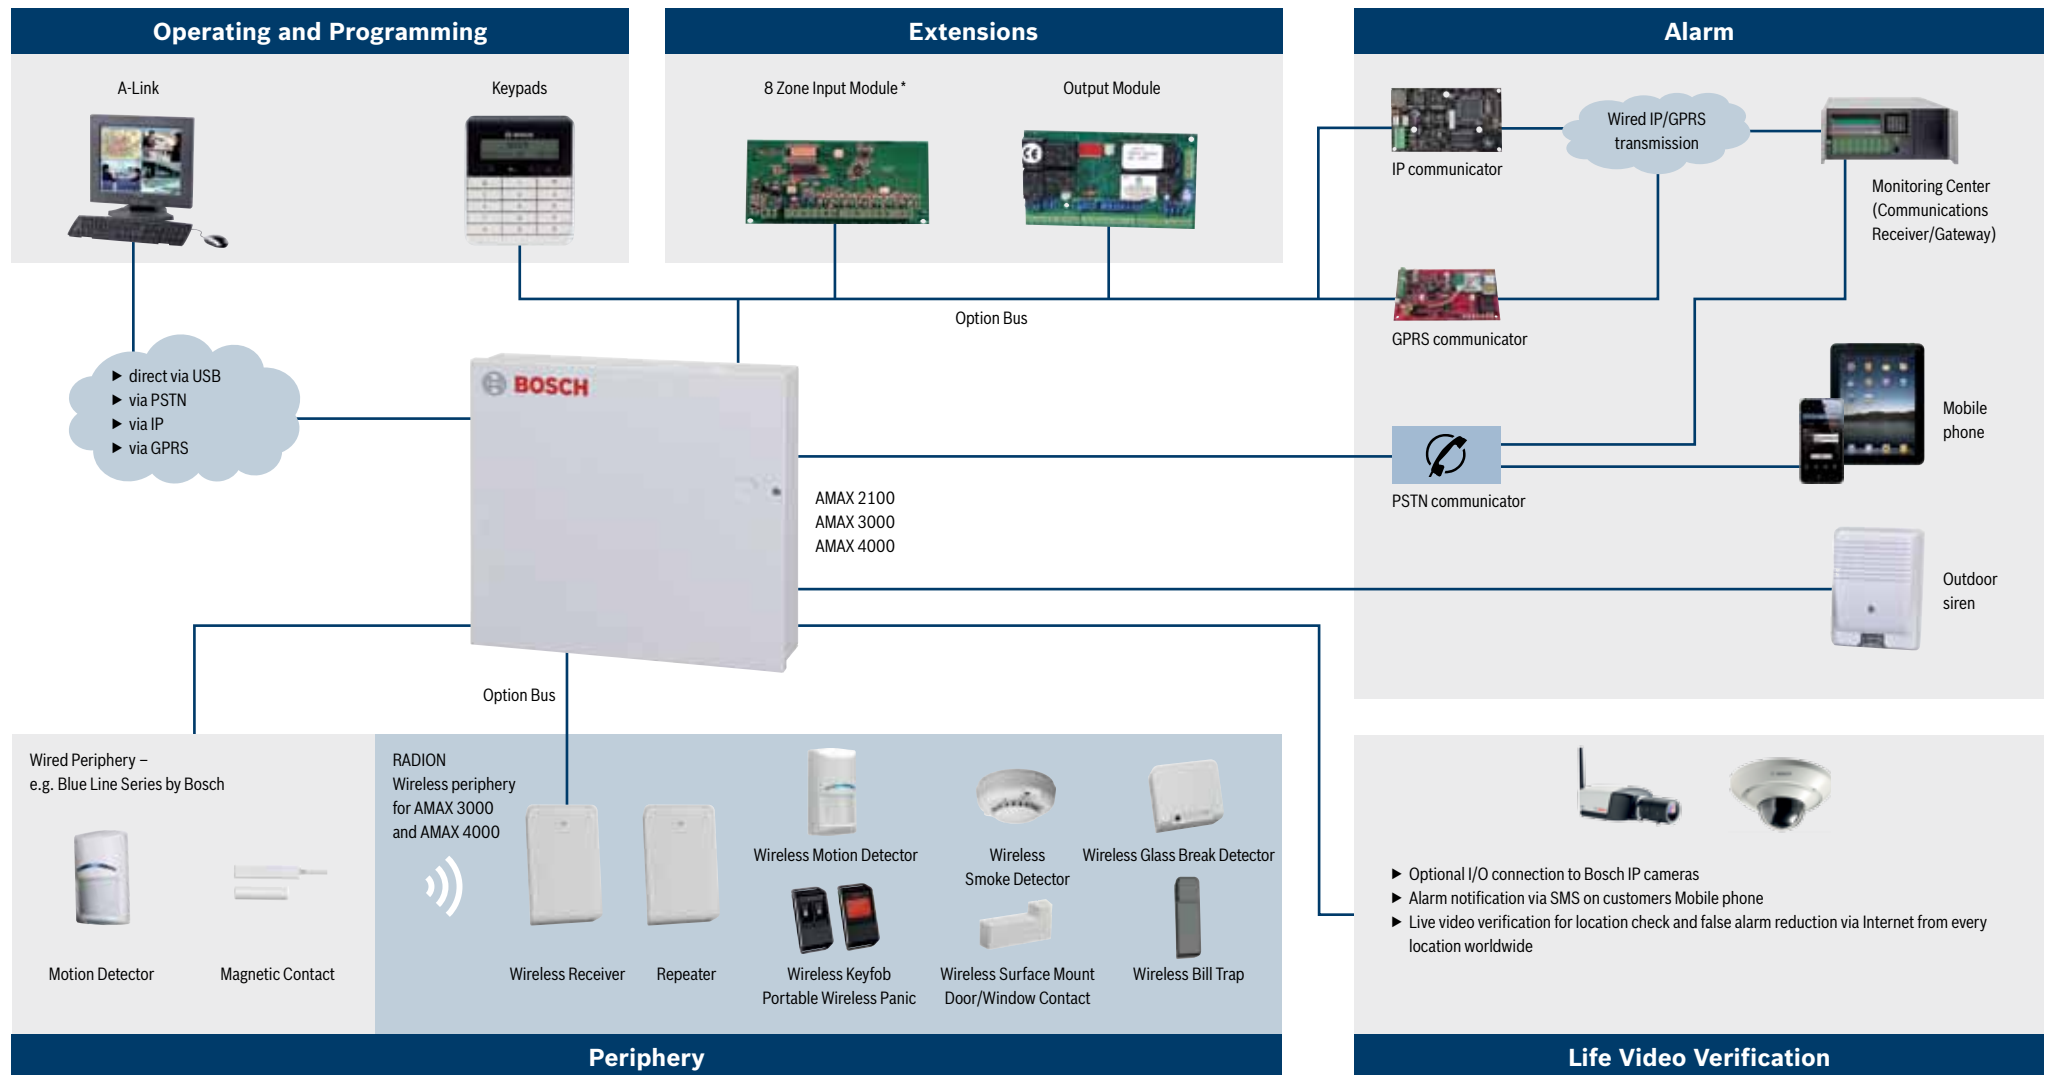 Operating and Programming
A-Link
Keypads
Extensions
8 Zone Input Module *
Output Module
Alarm
IP communicator
Wired IP/GPRS
transmission
Monitoring Center
(Communications
Receiver/Gateway)
Option Bus
GPRS communicator
▶ direct via USB
▶ via PSTN
▶ via IP
▶ via GPRS
BOSCH
AMAX 2100
AMAX 3000
AMAX 4000
Mobile
phone
PSTN communicator
Outdoor
siren
Option Bus
Wired Periphery –
e.g. Blue Line Series by Bosch
Motion Detector
Magnetic Contact
RADION
Wireless periphery
for AMAX 3000
and AMAX 4000
Wireless Receiver
Repeater
Wireless Motion Detector
Wireless
Smoke Detector
Wireless Glass Break Detector
Wireless Keyfob
Portable Wireless Panic
Wireless Surface Mount
Door/Window Contact
Wireless Bill Trap
Periphery
▶ Optional I/O connection to Bosch IP cameras
▶ Alarm notification via SMS on customers Mobile phone
▶ Live video verification for location check and false alarm reduction via Internet from every
location worldwide
Life Video Verification